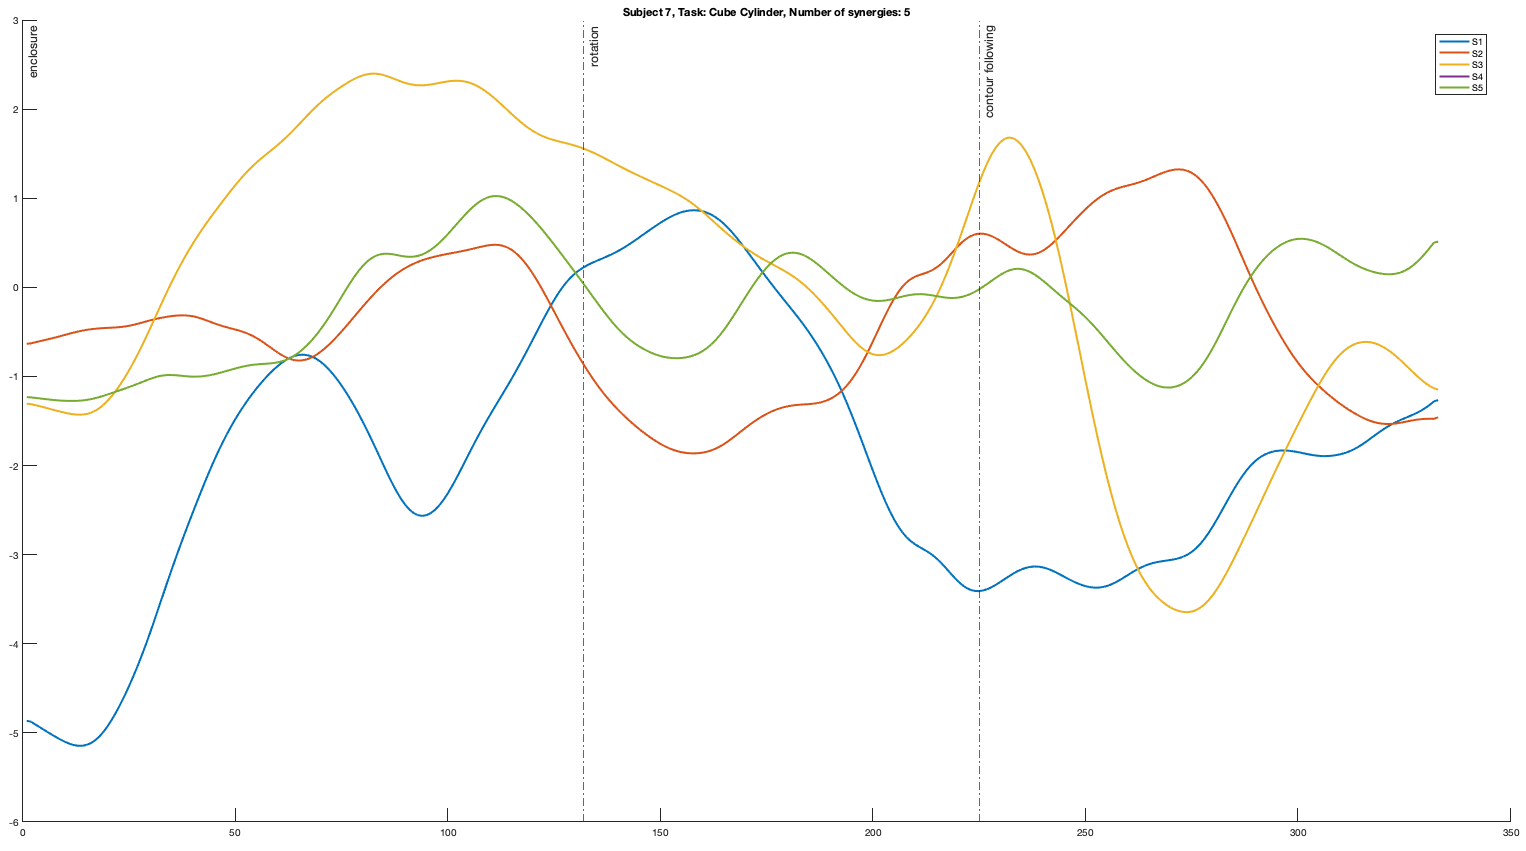 Subject 7, Task: Cube Cylinder, Number of synergies: 5
enclosure
rotation
contour following
S1
S2
S3
S4
S5
3
2
1
0
-1
-2
-3
-4
-5
-6
0
50
100
150
200
250
300
350